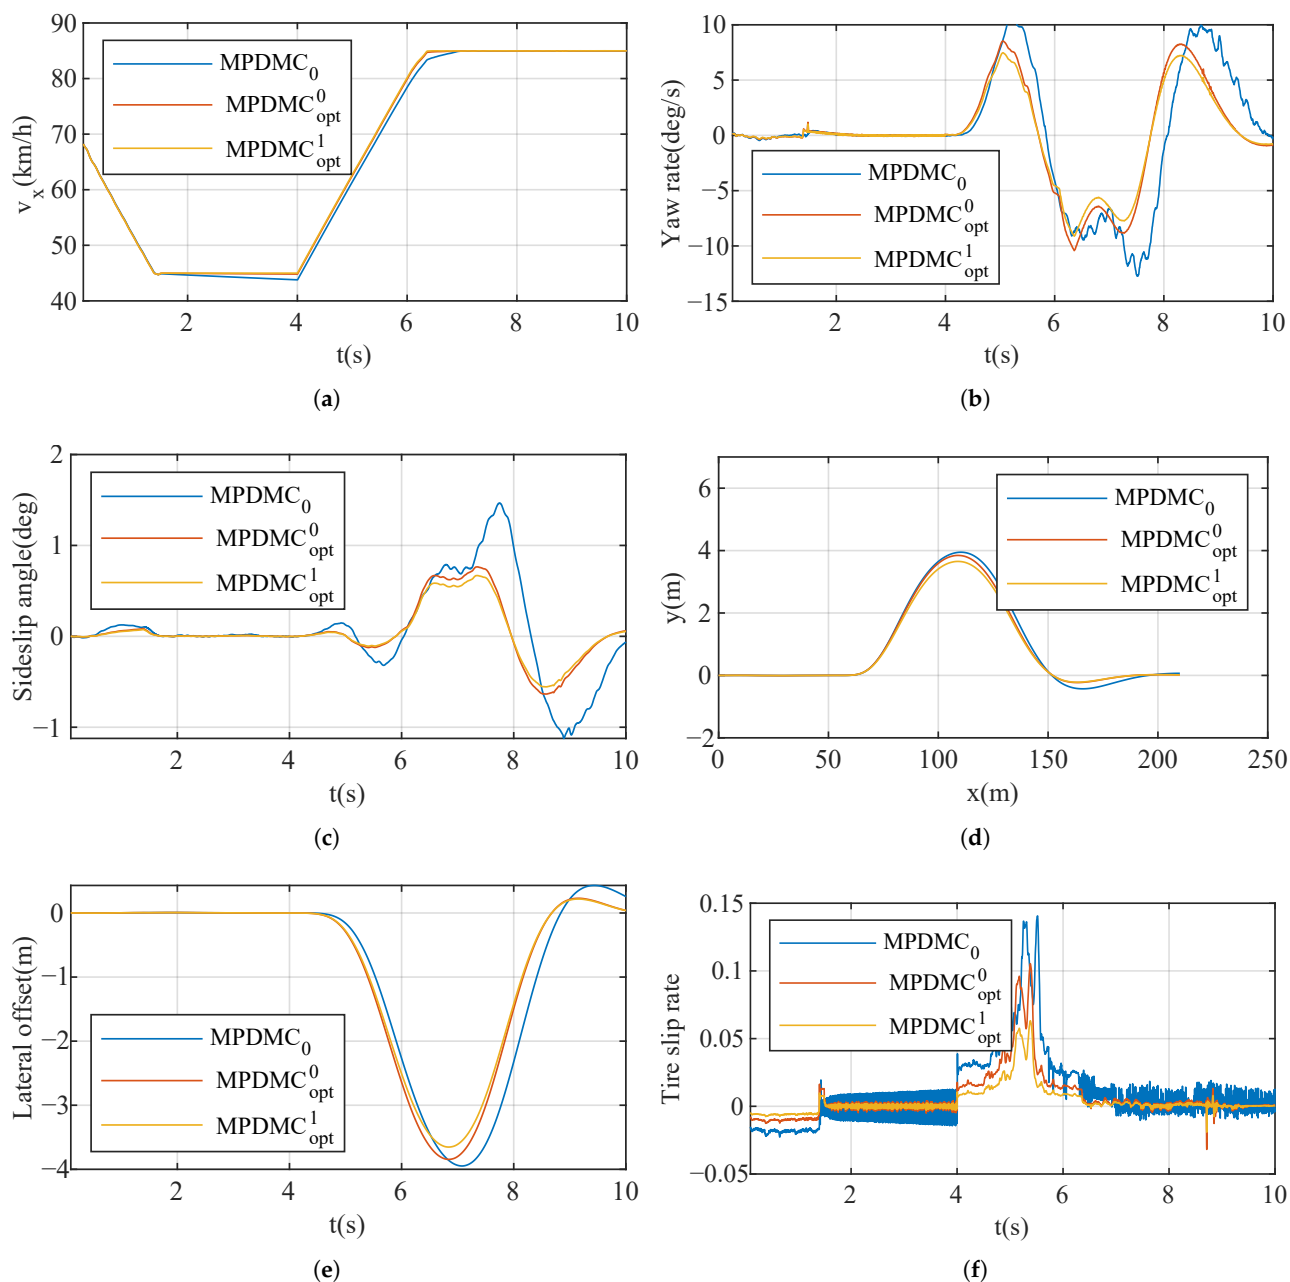 90
80
70
60
50
40
v_x(km/h)
MPDMC_0
MPDMC^0_opt
MPDMC^1_opt
2 4 6 8 10
t(s)
(a)
10
5
0
−5
−10
−15
Yaw rate(deg/s)
MPDMC_0
MPDMC^0_opt
MPDMC^1_opt
2 4 6 8 10
t(s)
(b)
2
1
0
−1
Sideslip angle(deg)
MPDMC_0
MPDMC^0_opt
MPDMC^1_opt
2 4 6 8 10
t(s)
(c)
6
4
2
0
−2
y(m)
MPDMC_0
MPDMC^0_opt
MPDMC^1_opt
0 50 100 150 200 250
x(m)
(d)
0
−1
−2
−3
−4
Lateral offset(m)
MPDMC_0
MPDMC^0_opt
MPDMC^1_opt
2 4 6 8 10
t(s)
(e)
0.15
0.1
0.05
0
−0.05
Tire slip rate
MPDMC_0
MPDMC^0_opt
MPDMC^1_opt
2 4 6 8 10
t(s)
(f)